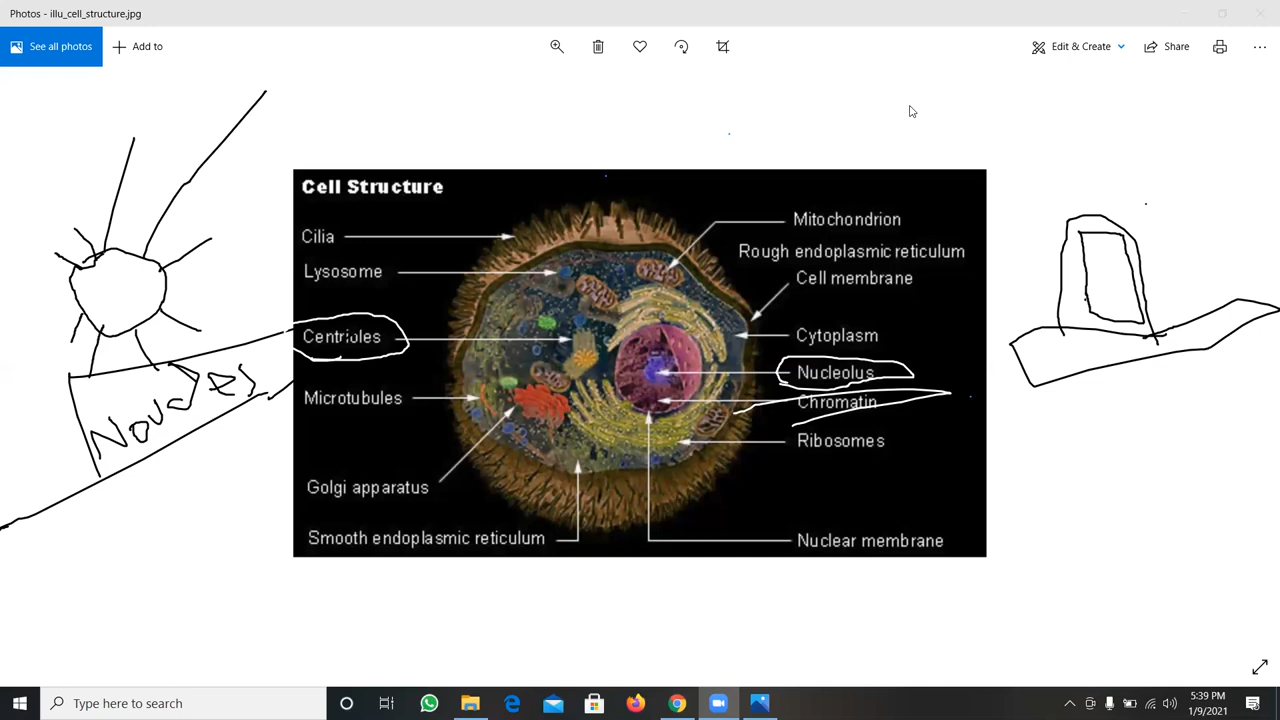 Photos - illu_cell_structure.jpg
See all photos
Add to
Edit & Create
Share
Cell Structure
Cilia
Lysosome
Centrioles
Microtubules
Golgi apparatus
Smooth endoplasmic reticulum
Mitochondrion
Rough endoplasmic reticulum
Cell membrane
Cytoplasm
Nucleolus
Chromatin
Ribosomes
Nuclear membrane
Type here to search
5:39 PM
1/9/2021